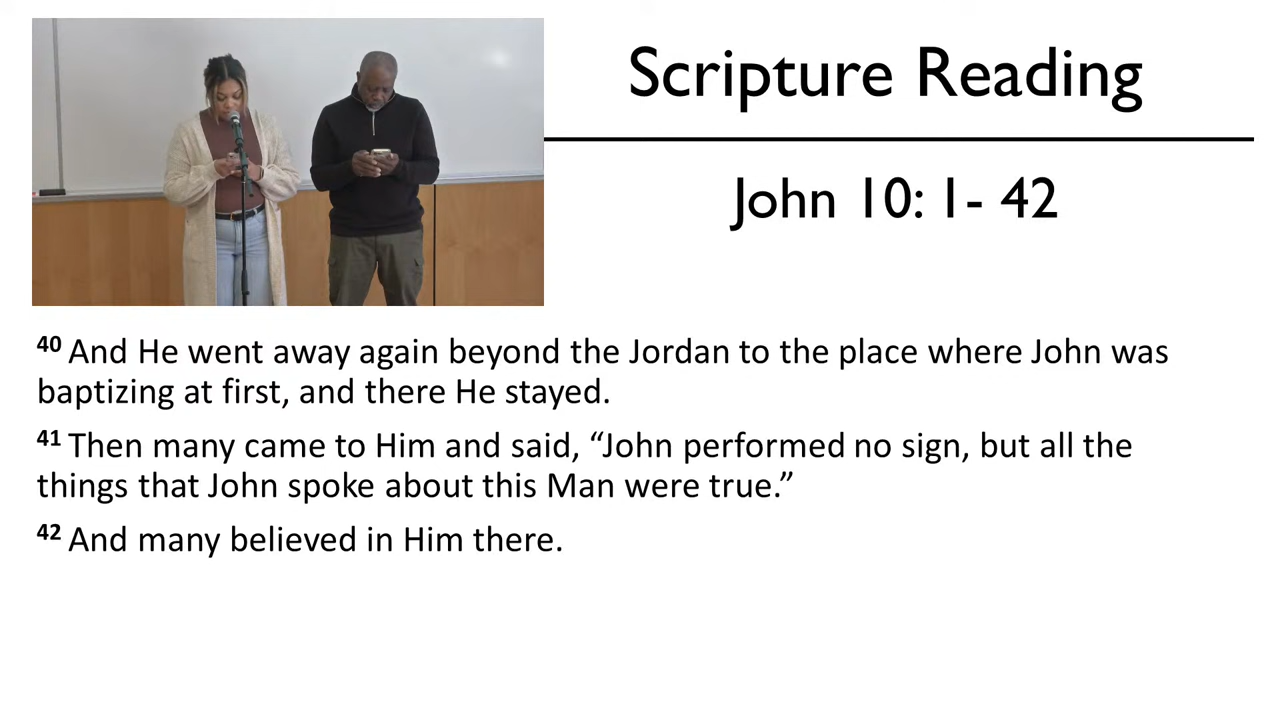 Scripture Reading
John 10: 1- 42
40 And He went away again beyond the Jordan to the place where John was
baptizing at first, and there He stayed.
41 Then many came to Him and said, “John performed no sign, but all the
things that John spoke about this Man were true.”
42 And many believed in Him there.